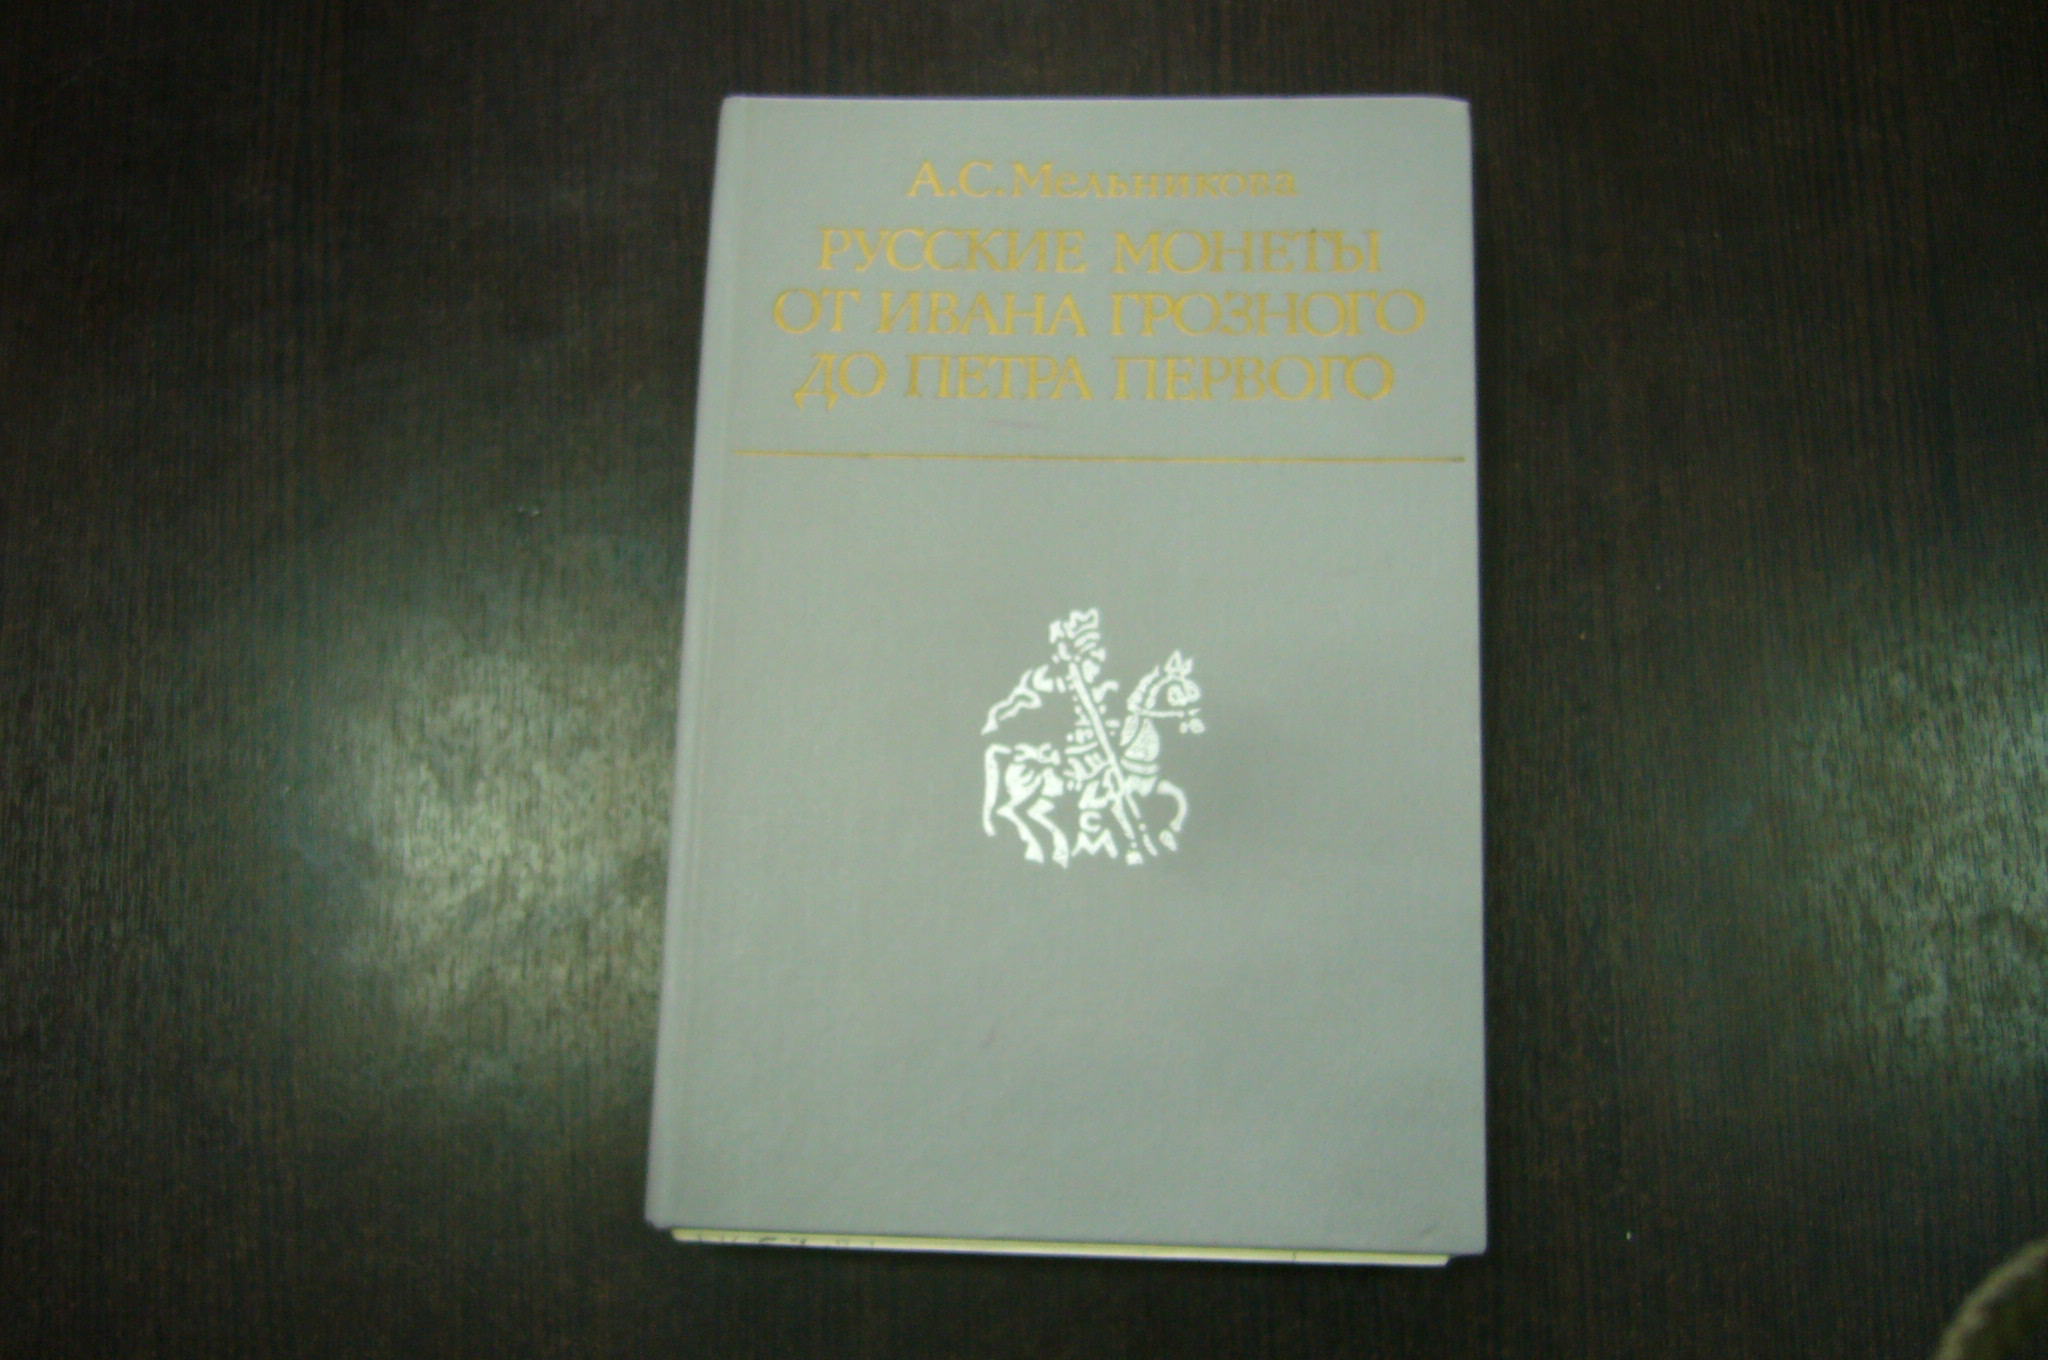 А.С.Мельникова
РУССКИЕ МОНЕТЫ
ОТ ИВАНА ГРОЗНОГО
ДО ПЕТРА ПЕРВОГО
С
М